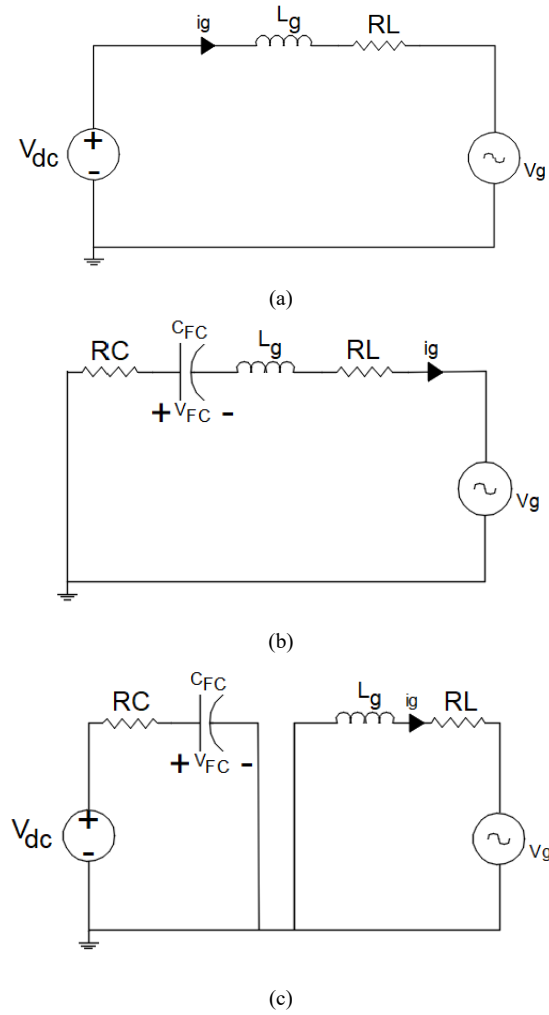 ig Lg RL
Vdc + -
Vg
(a)
RC CFC Lg RL ig
+ VFC -
Vg
(b)
RC CFC Lg ig RL
+ VFC -
Vdc + -
Vg
(c)